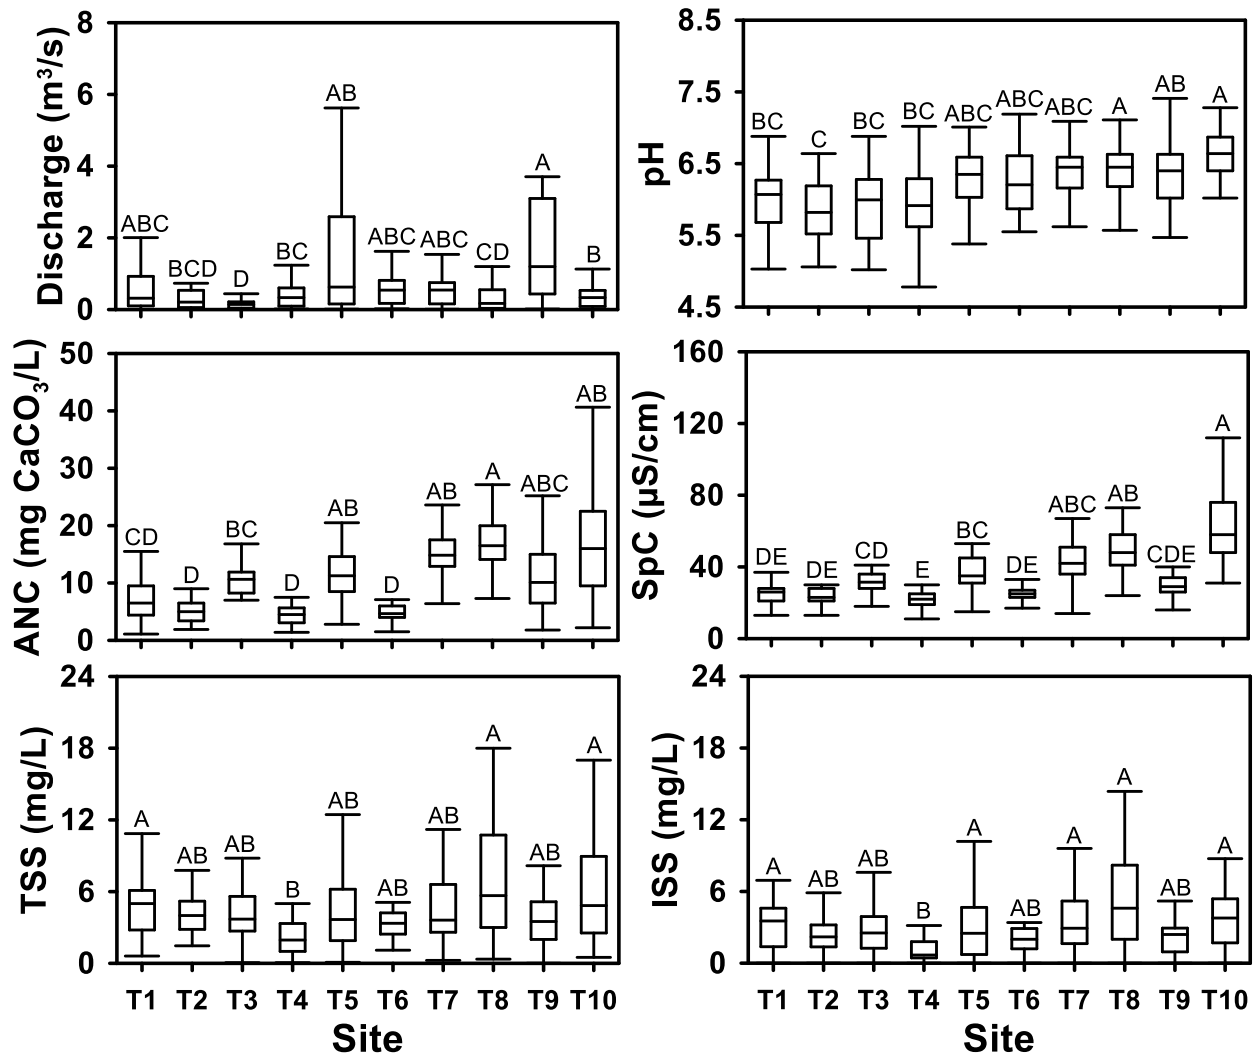 Discharge (m³/s)
8
6
4
2
0
ABC BCD D BC AB ABC ABC CD A B
pH
8.5
7.5
6.5
5.5
4.5
BC C BC BC ABC ABC ABC A AB A
ANC (mg CaCO₃/L)
50
40
30
20
10
0
CD D BC D AB D AB A ABC AB
SpC (µS/cm)
160
120
80
40
0
DE DE CD E BC DE ABC AB CDE A
TSS (mg/L)
24
18
12
6
0
A AB AB B AB AB AB A AB A
T1 T2 T3 T4 T5 T6 T7 T8 T9 T10
Site
ISS (mg/L)
24
18
12
6
0
A AB AB B A AB A A AB A
T1 T2 T3 T4 T5 T6 T7 T8 T9 T10
Site